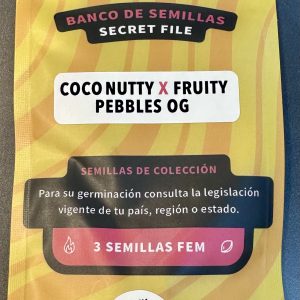 BANCO DE SEMILLAS
SECRET FILE
COCO NUTTY X FRUITY
PEBBLES OG
SEMILLAS DE COLECCIÓN
Para su germinación consulta la legislación
vigente de tu país, región o estado.
3 SEMILLAS FEM